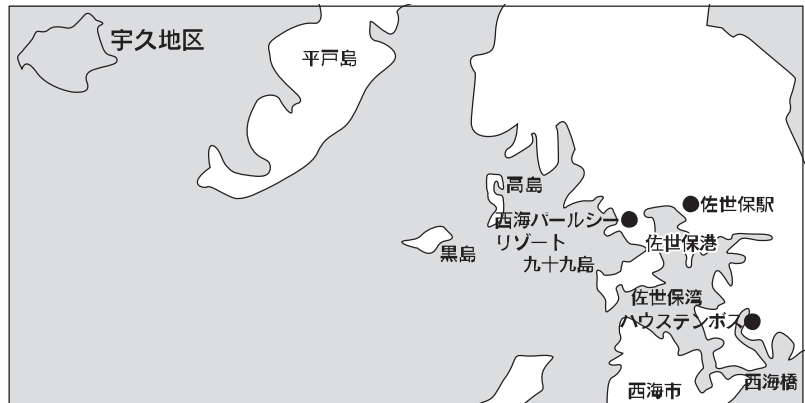 宇久地区
平戸島
高島
佐世保駅
西海パールシー
リゾート
佐世保港
黒島
九十九島
佐世保湾
ハウステンボス
西海市
西海橋